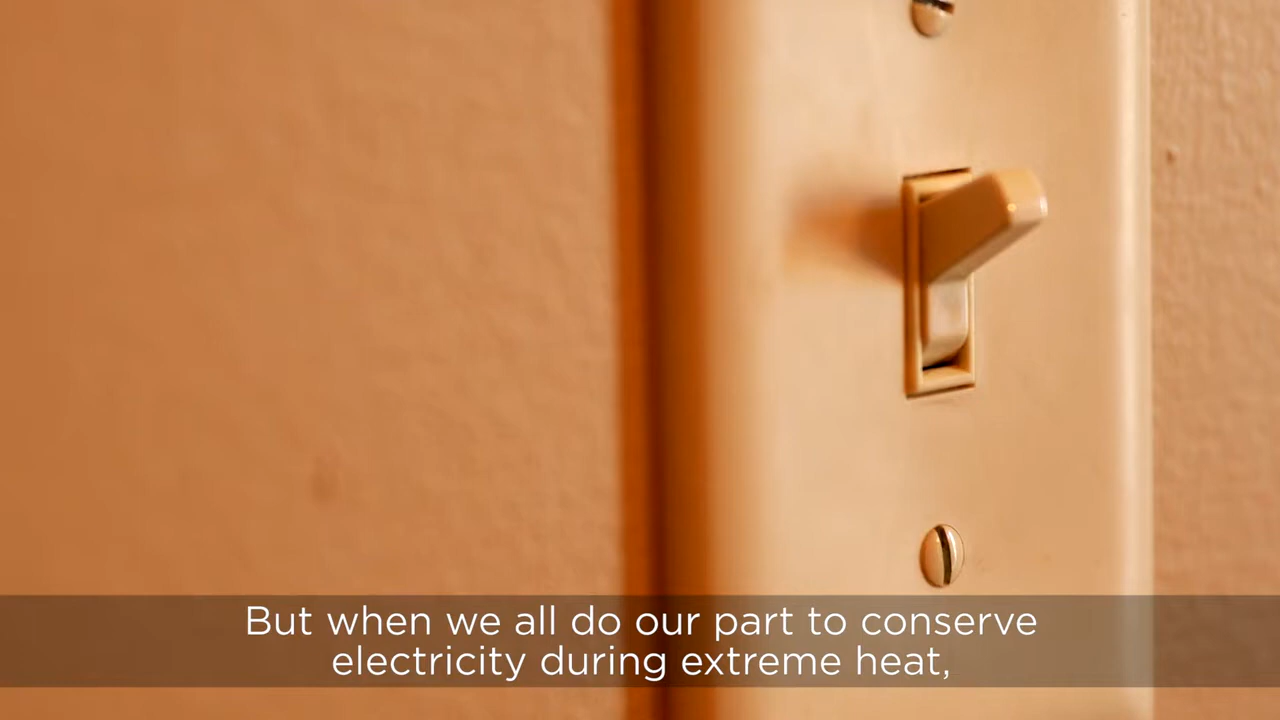 But when we all do our part to conserve
electricity during extreme heat,